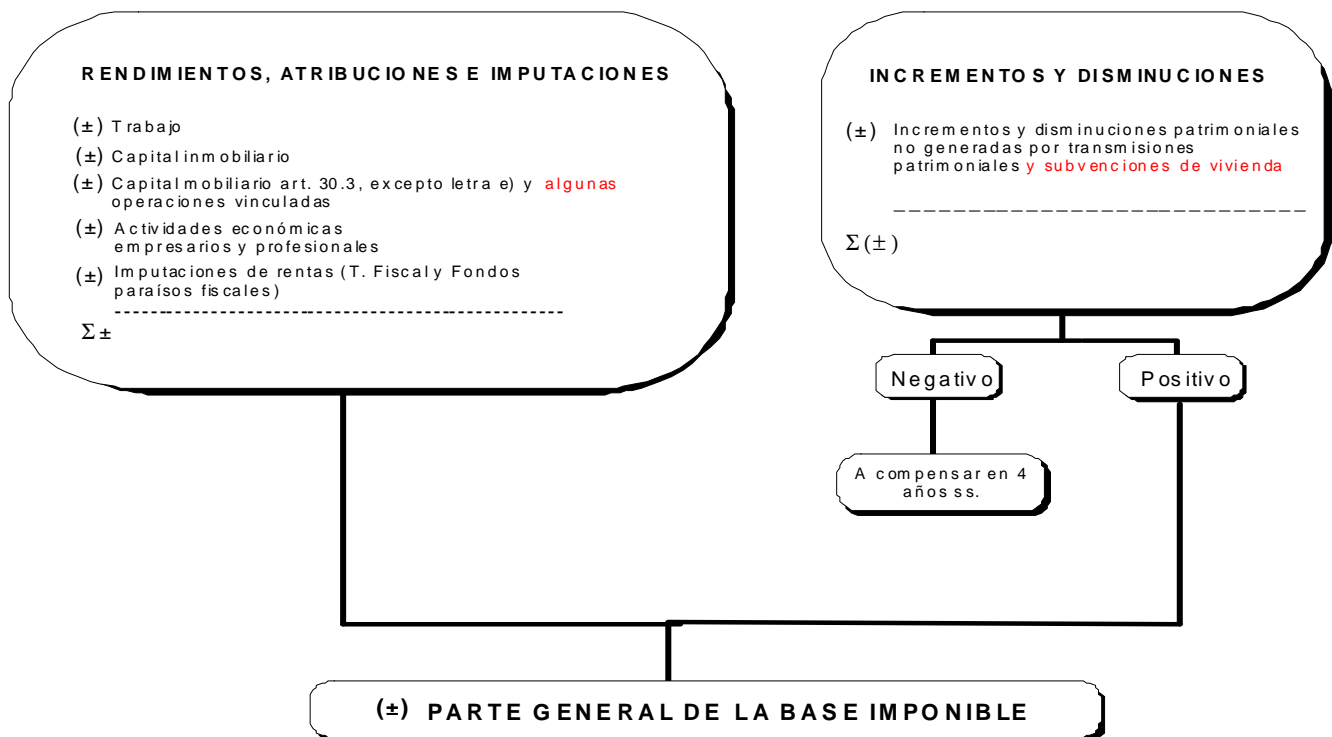 RENDIMIENTOS, ATRIBUCIONES E IMPUTACIONES
(±) Trabajo
(±) Capital inmobiliario
(±) Capital mobiliario art. 30.3, excepto letra e) y algunas
operaciones vinculadas
(±) Actividades económicas
empresarios y profesionales
(±) Imputaciones de rentas (T. Fiscal y Fondos
paraísos fiscales)
Σ ±
INCREMENTOS Y DISMINUCIONES
(±) Incrementos y disminuciones patrimoniales
no generadas por transmisiones
patrimoniales y subvenciones de vivienda
Σ (±)
Negativo
Positivo
A compensar en 4
años ss.
(±) PARTE GENERAL DE LA BASE IMPONIBLE